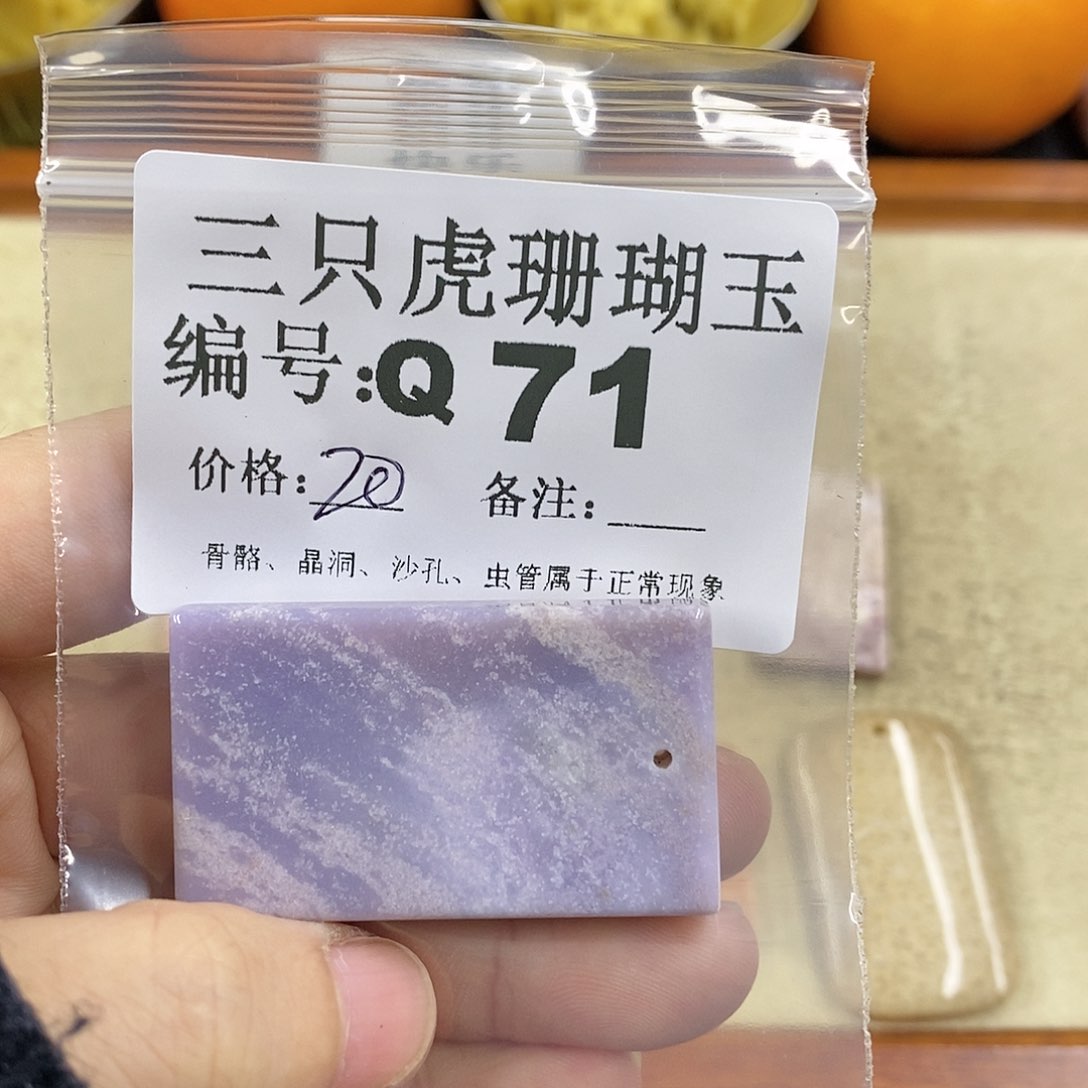 三只虎珊瑚玉
编号:Q 71
价格:20 备注:
骨骼、晶洞、沙孔、虫管属于正常现象